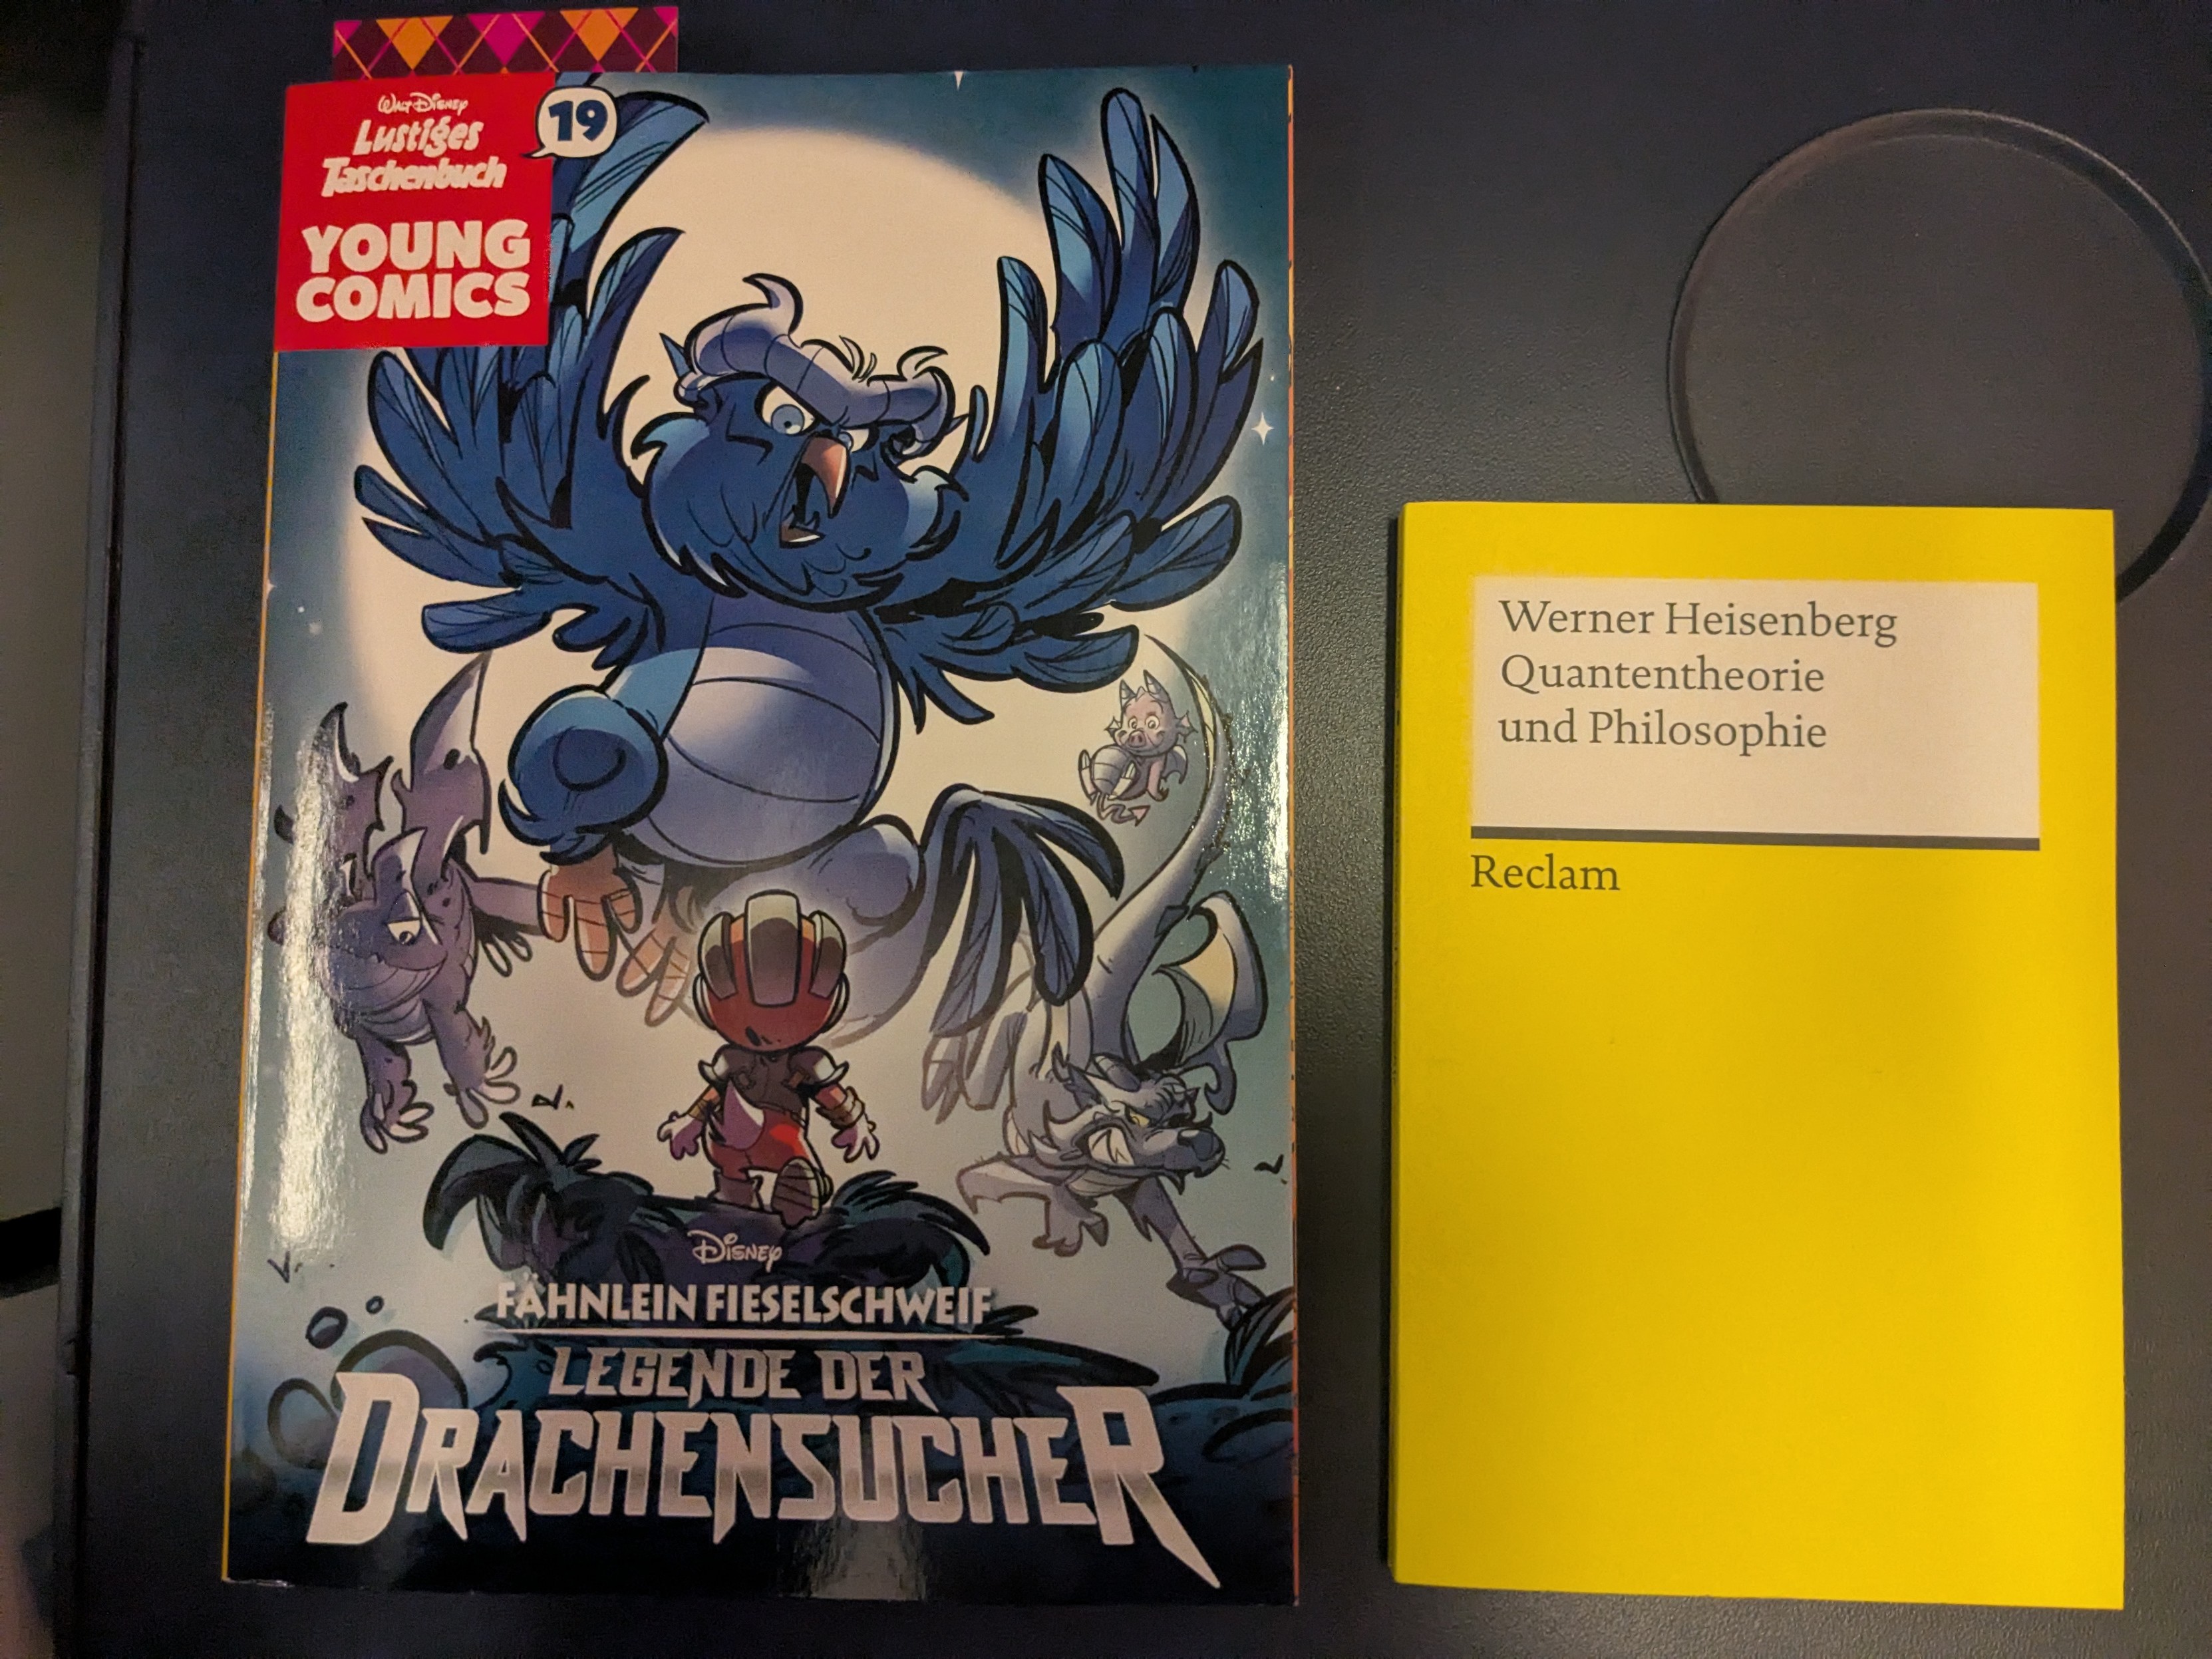 Walt Disney
Lustiges
Taschenbuch
19
YOUNG
COMICS
Disney
FÄHNLEIN FIESELSCHWEIF
LEGENDE DER
DRACHENSUCHER
Werner Heisenberg
Quantentheorie
und Philosophie
Reclam